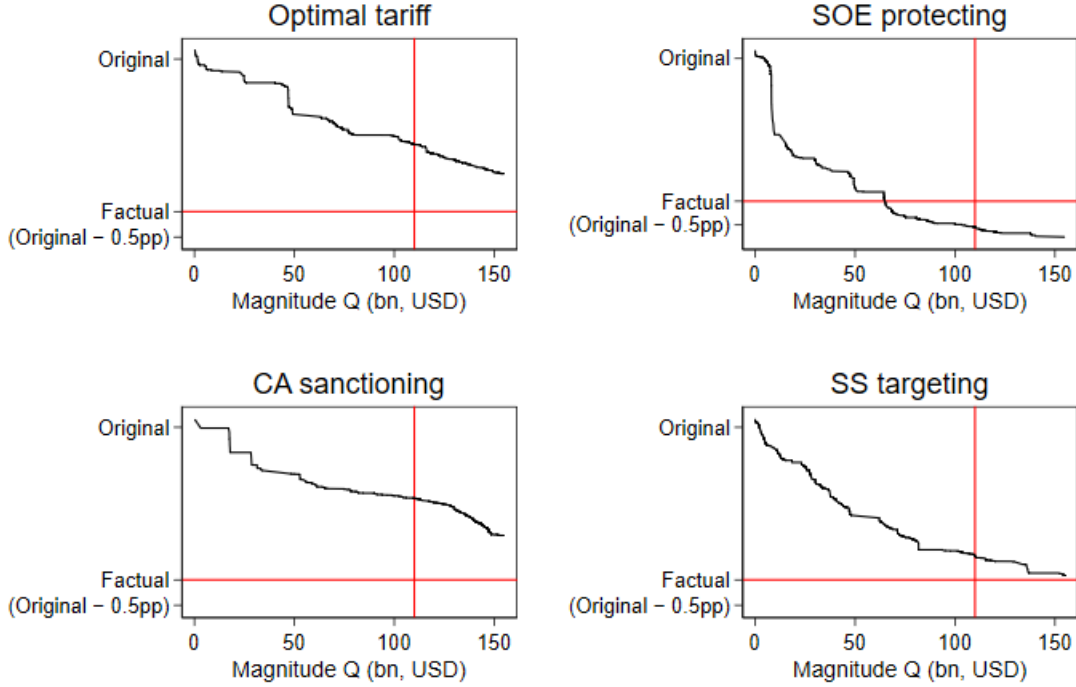 Optimal tariff
Original
Factual
(Original − 0.5pp)
0 50 100 150
Magnitude Q (bn, USD)
SOE protecting
Original
Factual
(Original − 0.5pp)
0 50 100 150
Magnitude Q (bn, USD)
CA sanctioning
Original
Factual
(Original − 0.5pp)
0 50 100 150
Magnitude Q (bn, USD)
SS targeting
Original
Factual
(Original − 0.5pp)
0 50 100 150
Magnitude Q (bn, USD)